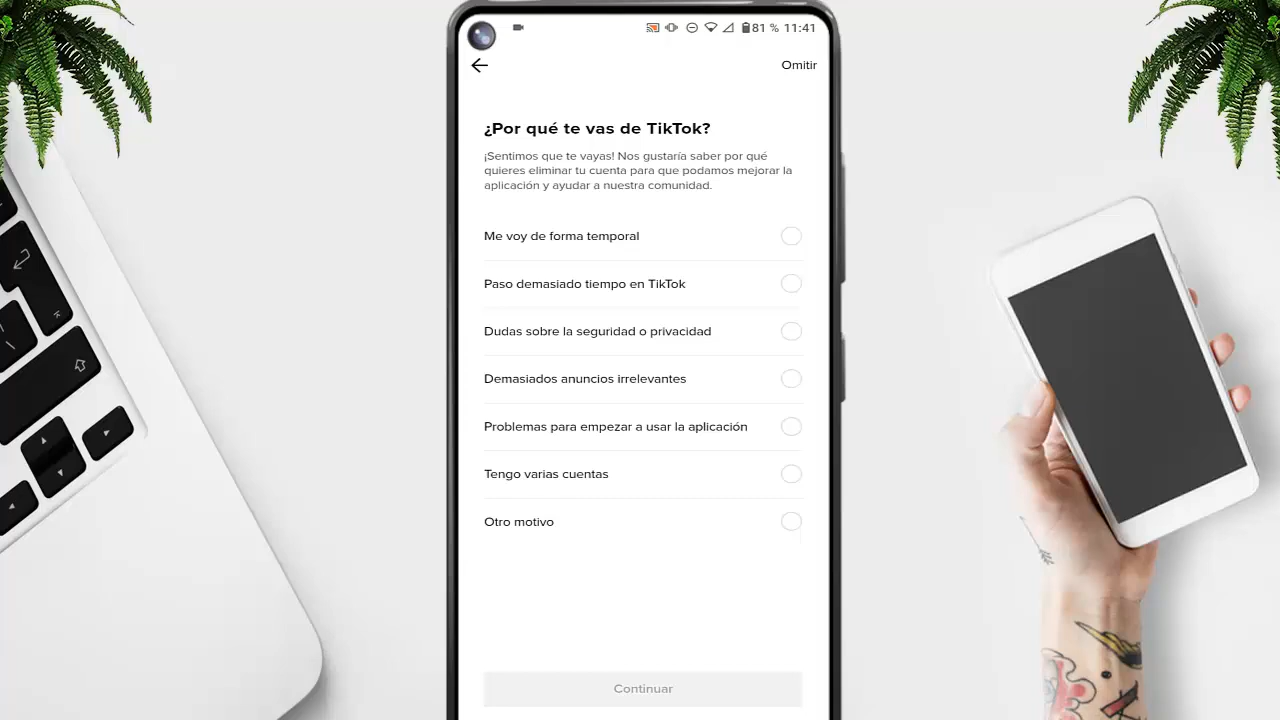 81 % 11:41
Omitir
¿Por qué te vas de TikTok?
¡Sentimos que te vayas! Nos gustaría saber por qué
quieres eliminar tu cuenta para que podamos mejorar la
aplicación y ayudar a nuestra comunidad.
Me voy de forma temporal
Paso demasiado tiempo en TikTok
Dudas sobre la seguridad o privacidad
Demasiados anuncios irrelevantes
Problemas para empezar a usar la aplicación
Tengo varias cuentas
Otro motivo
Continuar